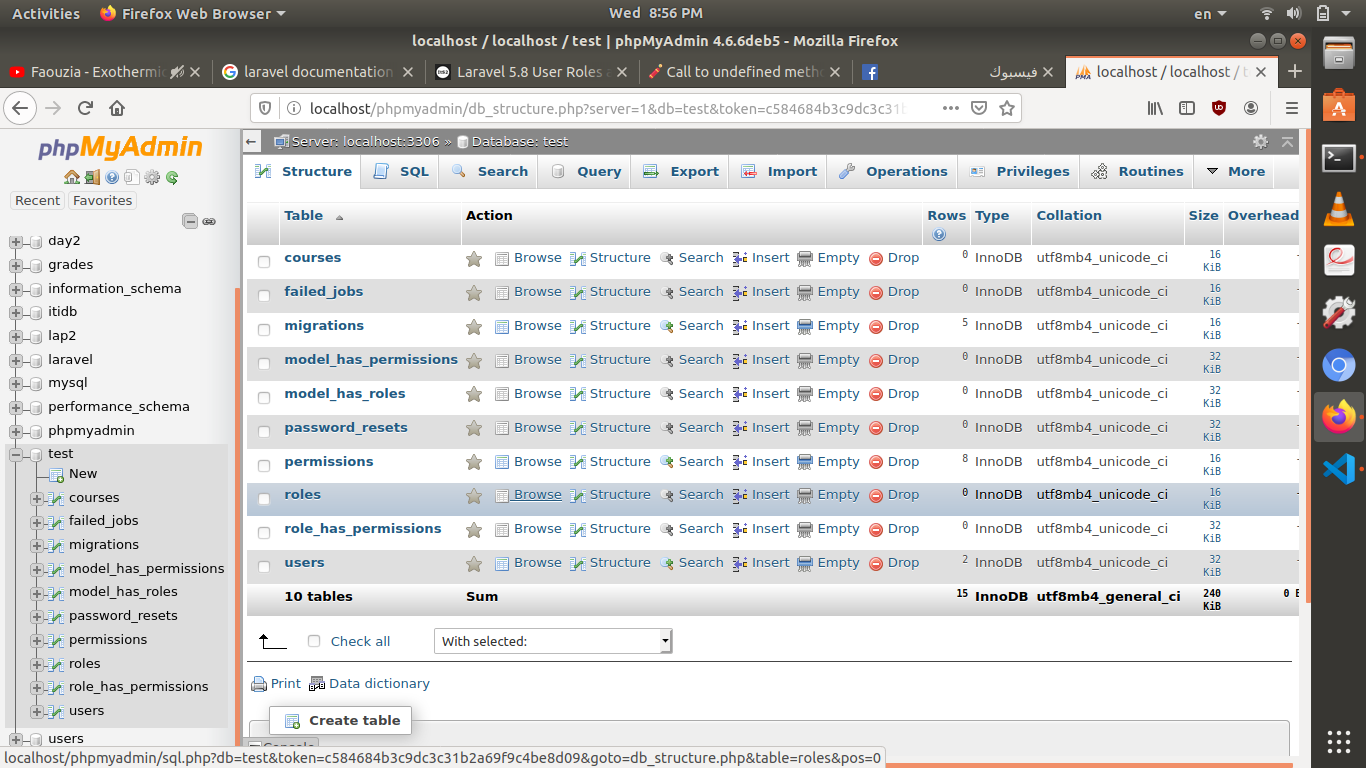 Activities Firefox Web Browser Wed 8:56 PM en
localhost / localhost / test | phpMyAdmin 4.6.6deb5 - Mozilla Firefox
Faouzia - Exothermi laravel documentation Laravel 5.8 User Roles a Call to undefined meth فيسبوك localhost / localhost / t
localhost/phpmyadmin/db_structure.php?server=1&db=test&token=c584684b3c9dc3c31b
phpMyAdmin
Recent Favorites
day2
grades
information_schema
itidb
lap2
laravel
mysql
performance_schema
phpmyadmin
test
New
courses
failed_jobs
migrations
model_has_permissions
model_has_roles
password_resets
permissions
roles
role_has_permissions
users
users
Server: localhost:3306 » Database: test
Structure SQL Search Query Export Import Operations Privileges Routines More
Table Action Rows Type Collation Size Overhead
courses Browse Structure Search Insert Empty Drop 0 InnoDB utf8mb4_unicode_ci 16 KiB -
failed_jobs Browse Structure Search Insert Empty Drop 0 InnoDB utf8mb4_unicode_ci 16 KiB -
migrations Browse Structure Search Insert Empty Drop 5 InnoDB utf8mb4_unicode_ci 16 KiB -
model_has_permissions Browse Structure Search Insert Empty Drop 0 InnoDB utf8mb4_unicode_ci 32 KiB -
model_has_roles Browse Structure Search Insert Empty Drop 0 InnoDB utf8mb4_unicode_ci 32 KiB -
password_resets Browse Structure Search Insert Empty Drop 0 InnoDB utf8mb4_unicode_ci 32 KiB -
permissions Browse Structure Search Insert Empty Drop 8 InnoDB utf8mb4_unicode_ci 16 KiB -
roles Browse Structure Search Insert Empty Drop 0 InnoDB utf8mb4_unicode_ci 16 KiB -
role_has_permissions Browse Structure Search Insert Empty Drop 0 InnoDB utf8mb4_unicode_ci 32 KiB -
users Browse Structure Search Insert Empty Drop 2 InnoDB utf8mb4_unicode_ci 32 KiB -
10 tables Sum 15 InnoDB utf8mb4_general_ci 240 KiB 0 B
Check all With selected:
Print Data dictionary
Create table
Console
localhost/phpmyadmin/sql.php?db=test&token=c584684b3c9dc3c31b2a69f9c4be8d09&goto=db_structure.php&table=roles&pos=0